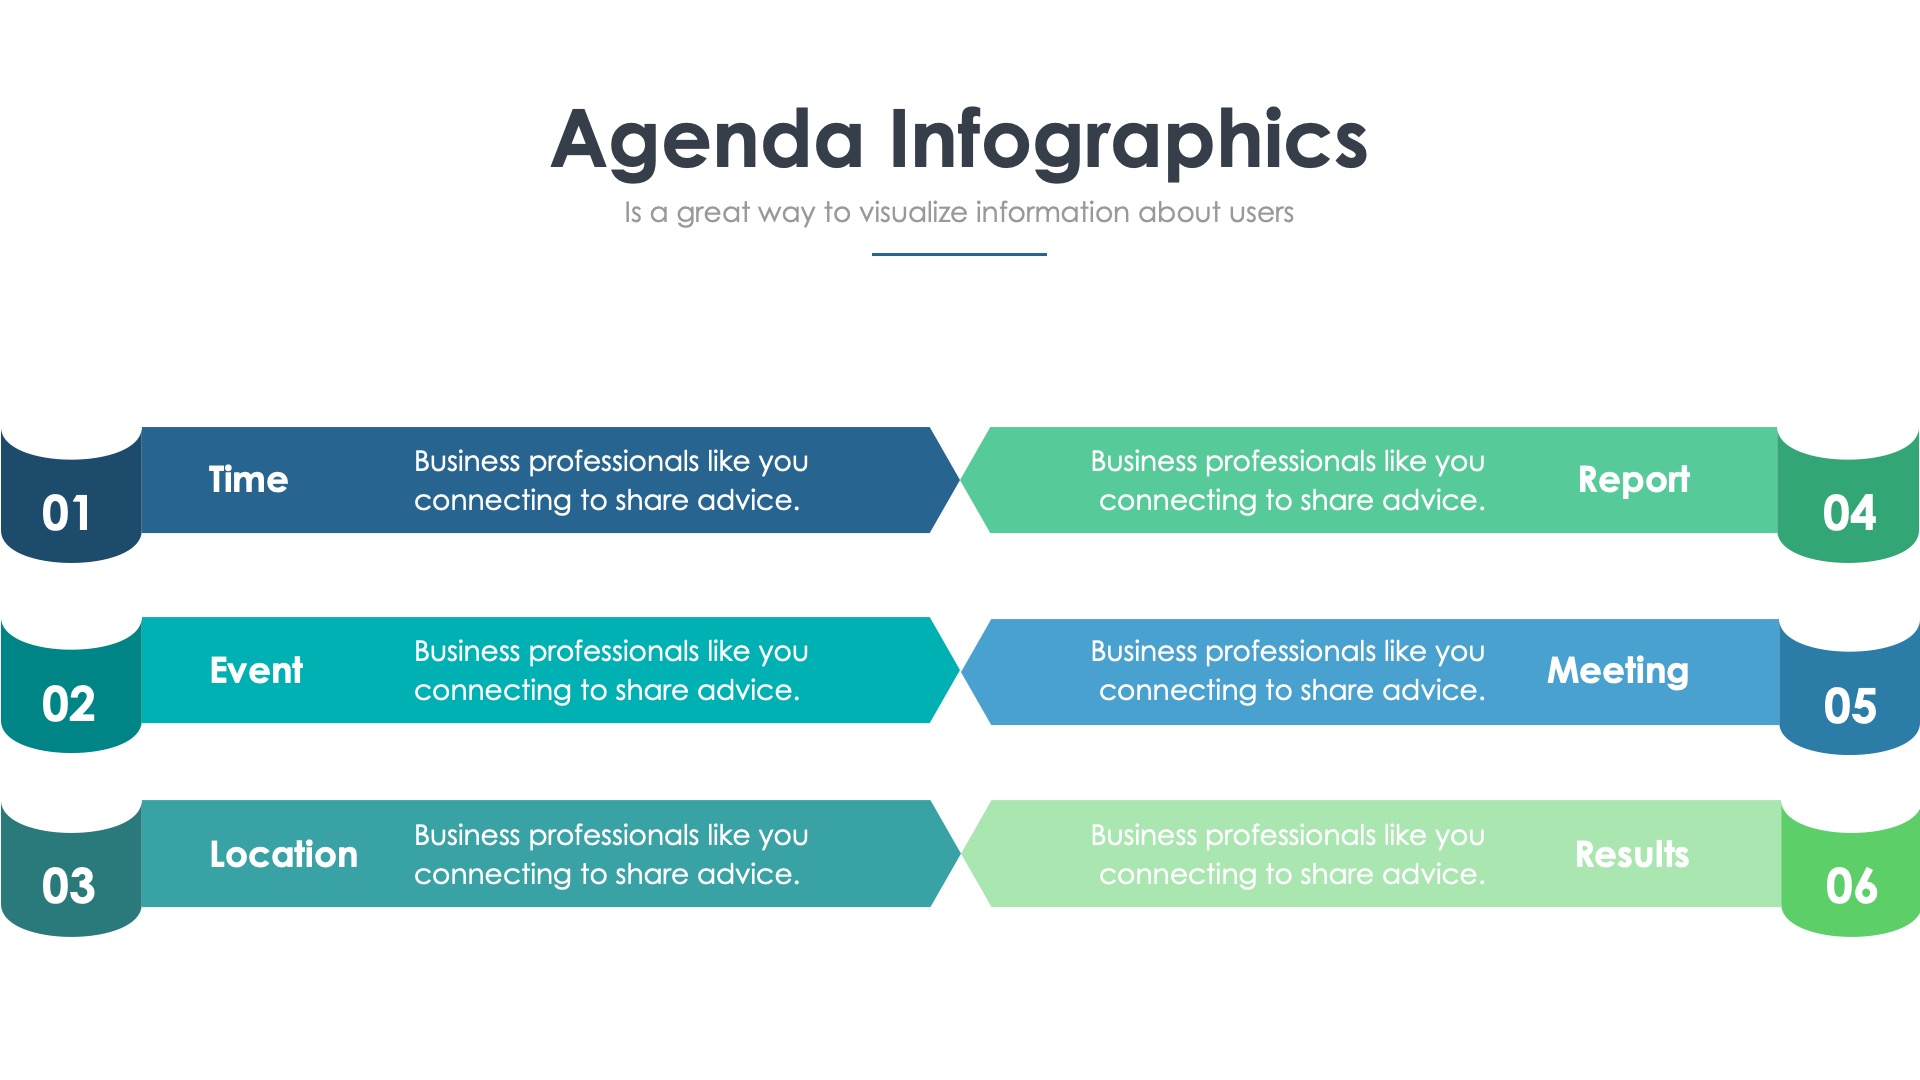 Agenda Infographics
Is a great way to visualize information about users
01
Time
Business professionals like you
connecting to share advice.
02
Event
Business professionals like you
connecting to share advice.
03
Location
Business professionals like you
connecting to share advice.
Business professionals like you
connecting to share advice.
Report
04
Business professionals like you
connecting to share advice.
Meeting
05
Business professionals like you
connecting to share advice.
Results
06